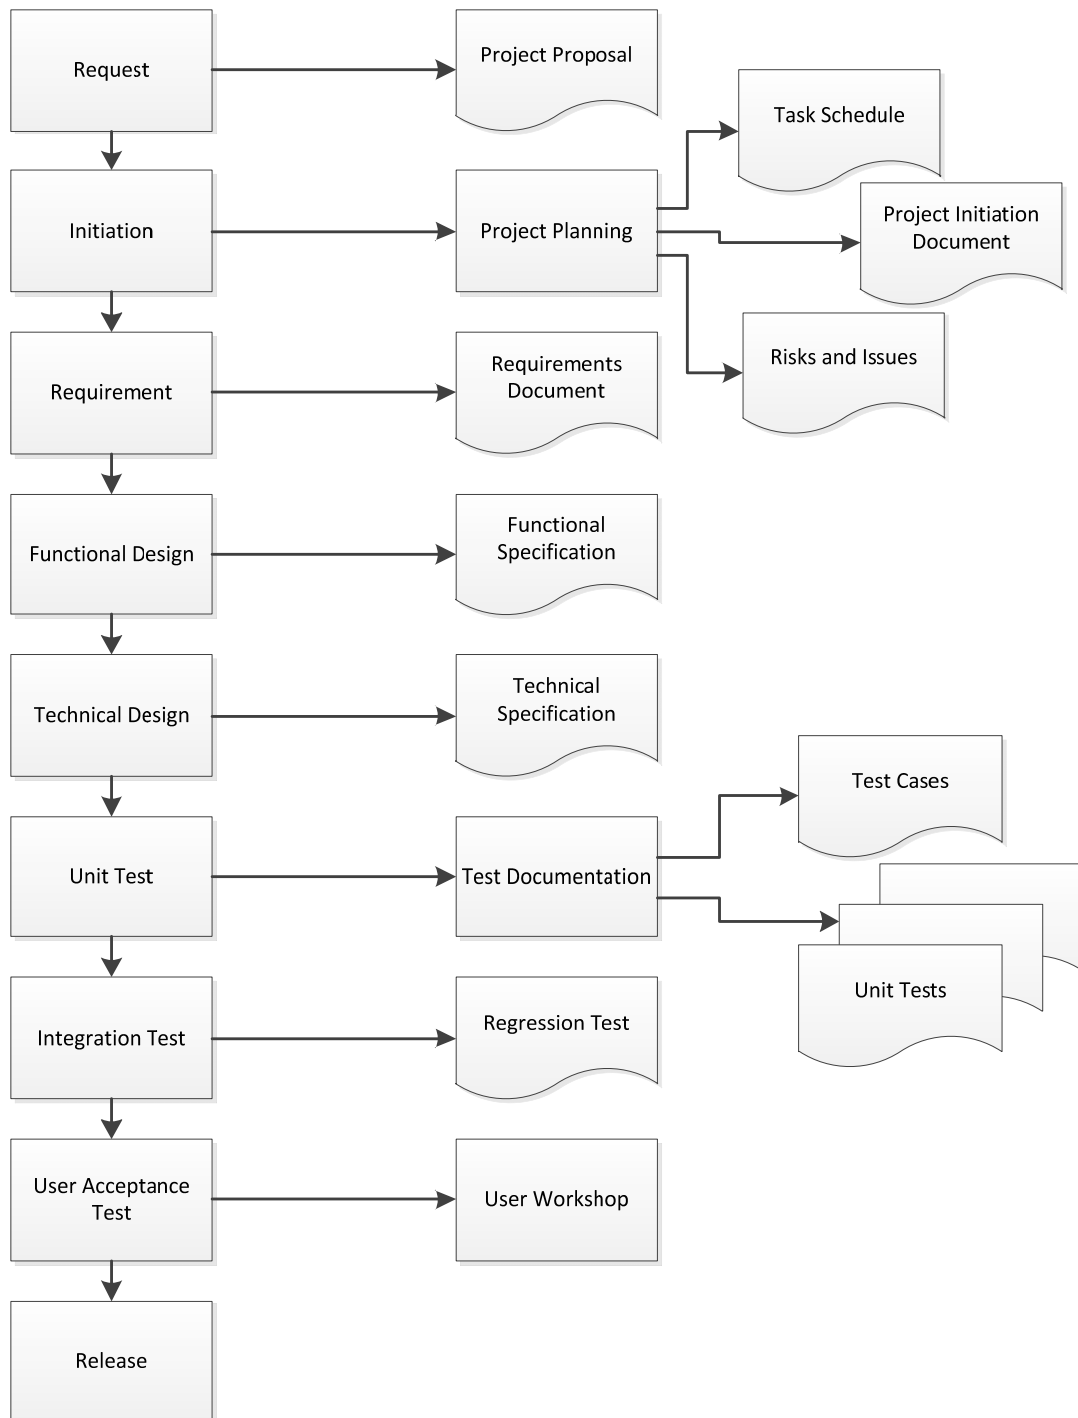 Request
Project Proposal
Task Schedule
Initiation
Project Planning
Project Initiation
Document
Requirement
Requirements
Document
Risks and Issues
Functional Design
Functional
Specification
Technical Design
Technical
Specification
Test Cases
Unit Test
Test Documentation
Unit Tests
Integration Test
Regression Test
User Acceptance
Test
User Workshop
Release